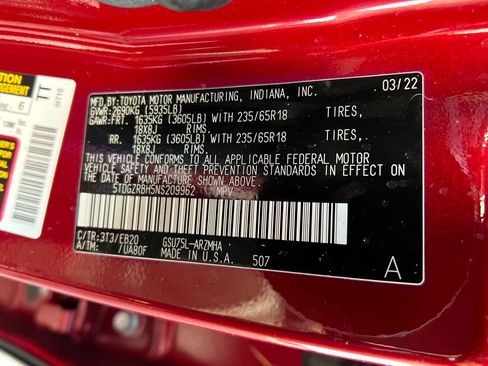 MFD.BY:TOYOTA MOTOR MANUFACTURING, INDIANA, INC. 03/22
GVWR:2690KG (5935LB)
GAWR:FRT. 1635KG (3605LB) WITH 235/65R18 TIRES,
18X8J RIMS.
RR. 1635KG (3605LB) WITH 235/65R18 TIRES,
18X8J RIMS.
THIS VEHICLE CONFORMS TO ALL APPLICABLE FEDERAL MOTOR
VEHICLE SAFETY AND THEFT PREVENTION STANDARDS IN EFFECT ON
THE DATE OF MANUFACTURE SHOWN ABOVE.
5TDGZRBH5NS209962 MPV
C/TR:3T3/EB20 GSU75L-ARZMHA
A/TM: /UA80F MADE IN U.S.A. 507
A
6
TT